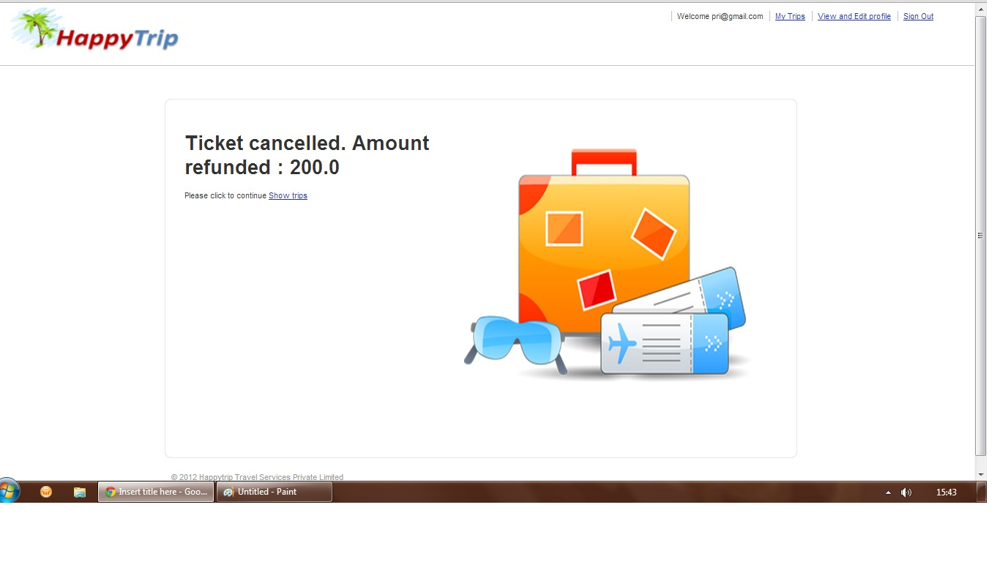 HappyTrip
Welcome pri@gmail.com My Trips View and Edit profile Sign Out
Ticket cancelled. Amount
refunded : 200.0
Please click to continue Show trips
© 2012 Happytrip Travel Services Private Limited
Insert title here - Goo... Untitled - Paint 15:43